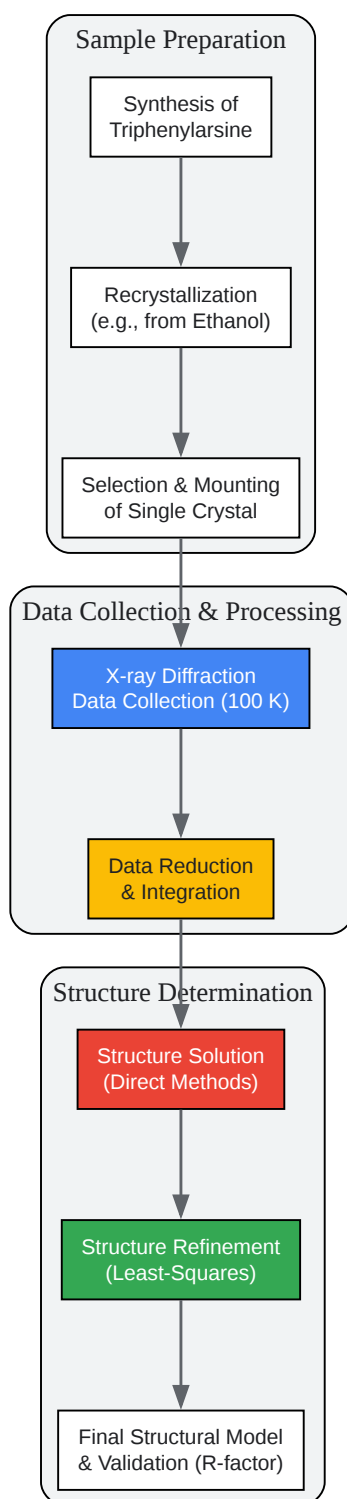 Sample Preparation
Synthesis of
Triphenylarsine
Recrystallization
(e.g., from Ethanol)
Selection & Mounting
of Single Crystal
Data Collection & Processing
X-ray Diffraction
Data Collection (100 K)
Data Reduction
& Integration
Structure Determination
Structure Solution
(Direct Methods)
Structure Refinement
(Least-Squares)
Final Structural Model
& Validation (R-factor)